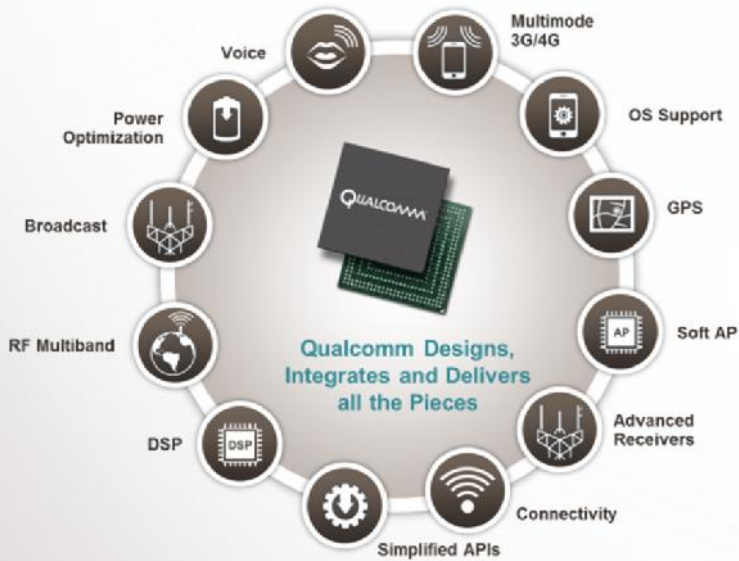 Multimode
3G/4G
Voice
OS Support
Power
Optimization
GPS
Broadcast
QUALCOMM
Soft AP
AP
RF Multiband
Qualcomm Designs,
Integrates and Delivers
all the Pieces
Advanced
Receivers
DSP
DSP
Connectivity
Simplified APIs